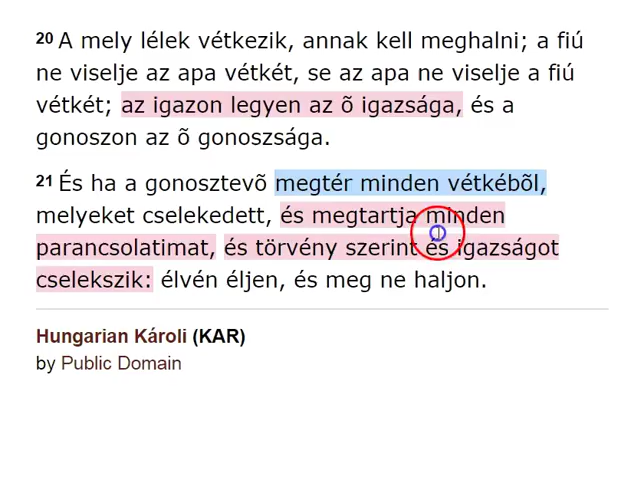 20 A mely lélek vétkezik, annak kell meghalni; a fiú
ne viselje az apa vétkét, se az apa ne viselje a fiú
vétkét; az igazon legyen az õ igazsága, és a
gonoszon az õ gonoszsága.
21 És ha a gonosztevõ megtér minden vétkébõl,
melyeket cselekedett, és megtartja minden
parancsolatimat, és törvény szerint és igazságot
cselekszik: élvén éljen, és meg ne haljon.
Hungarian Károli (KAR)
by Public Domain